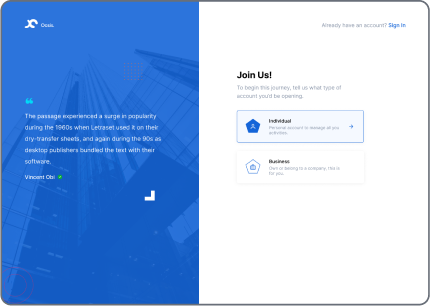 Oasis.
Already have an account? Sign In
Join Us!
To begin this journey, tell us what type of
account you'd be opening.
The passage experienced a surge in popularity
during the 1960s when Letraset used it on their
dry-transfer sheets, and again during the 90s as
desktop publishers bundled the text with their
software.
Vincent Obi
Individual
Personal account to manage all you
activities.
Business
Own or belong to a company, this is
for you.